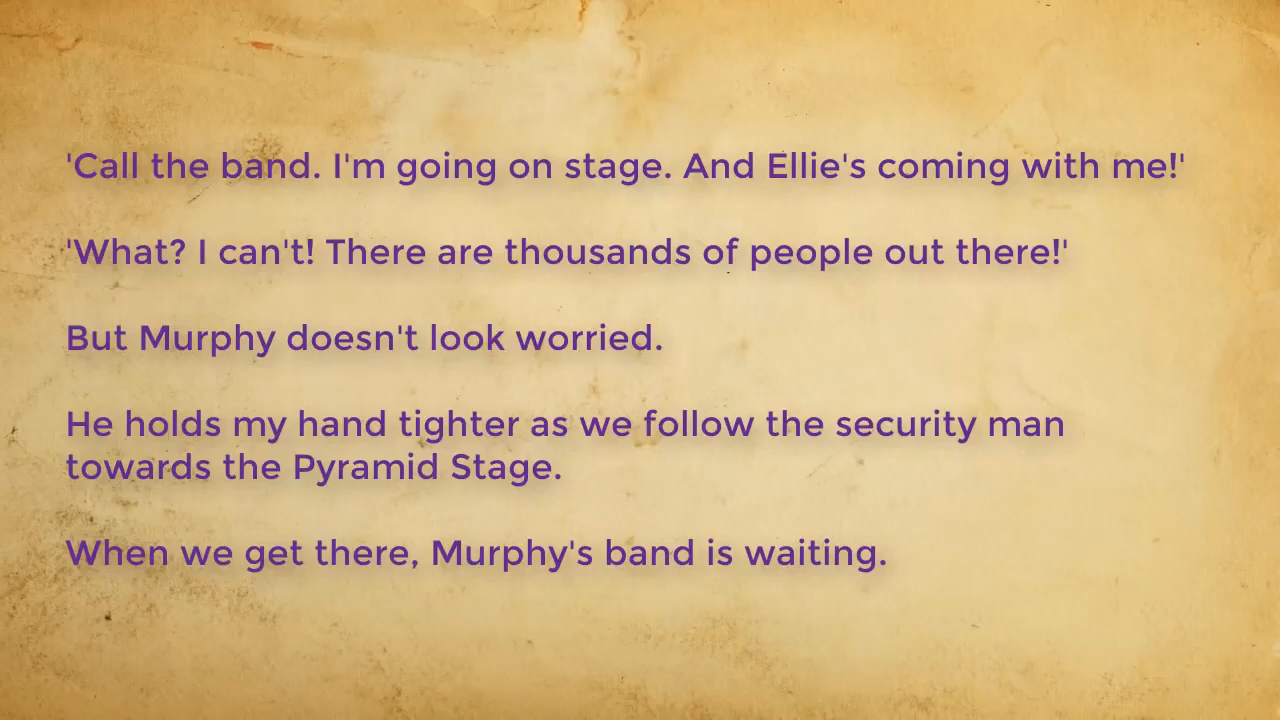 'Call the band. I'm going on stage. And Ellie's coming with me!'
'What? I can't! There are thousands of people out there!'
But Murphy doesn't look worried.
He holds my hand tighter as we follow the security man
towards the Pyramid Stage.
When we get there, Murphy's band is waiting.